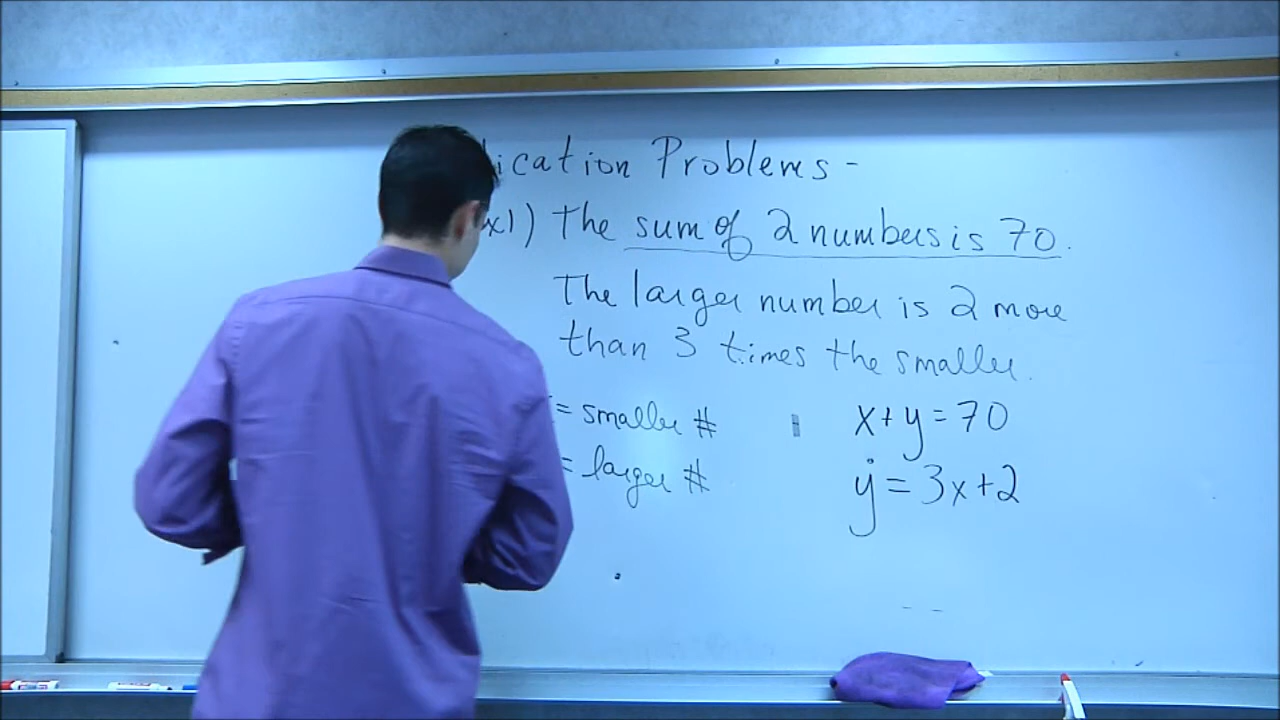 ication Problems -
x1) The sum of 2 numbers is 70.
The larger number is 2 more
than 3 times the smaller.
= smaller #
x+y=70
= larger #
y=3x+2